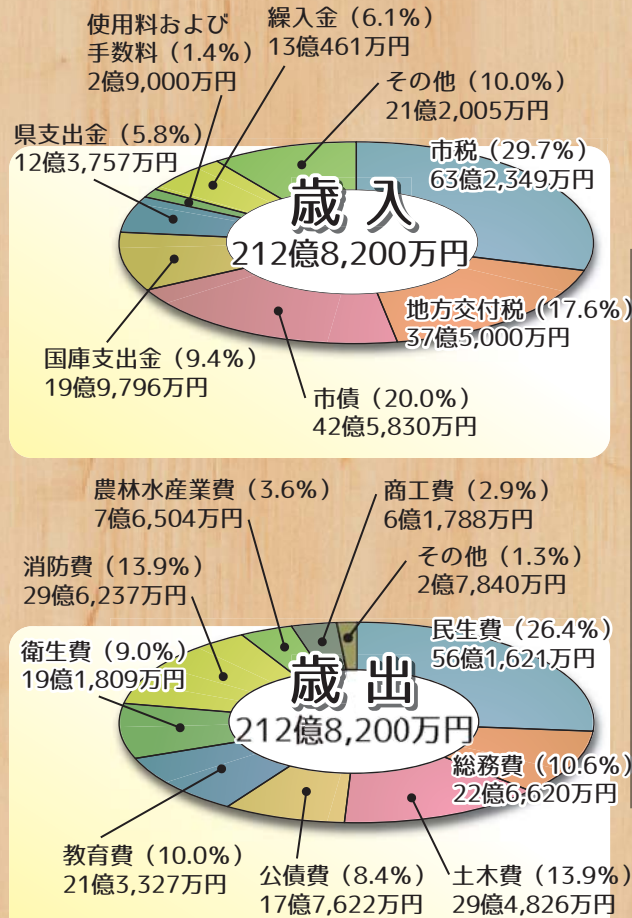 使用料および
手数料（1.4%）
2億9,000万円
繰入金（6.1%）
13億461万円
その他（10.0%）
21億2,005万円
県支出金（5.8%）
12億3,757万円
市税（29.7%）
63億2,349万円
歳入
212億8,200万円
地方交付税（17.6%）
37億5,000万円
国庫支出金（9.4%）
19億9,796万円
市債（20.0%）
42億5,830万円
農林水産業費（3.6%）
7億6,504万円
商工費（2.9%）
6億1,788万円
消防費（13.9%）
29億6,237万円
その他（1.3%）
2億7,840万円
衛生費（9.0%）
19億1,809万円
民生費（26.4%）
56億1,621万円
歳出
212億8,200万円
総務費（10.6%）
22億6,620万円
教育費（10.0%）
21億3,327万円
公債費（8.4%）
17億7,622万円
土木費（13.9%）
29億4,826万円